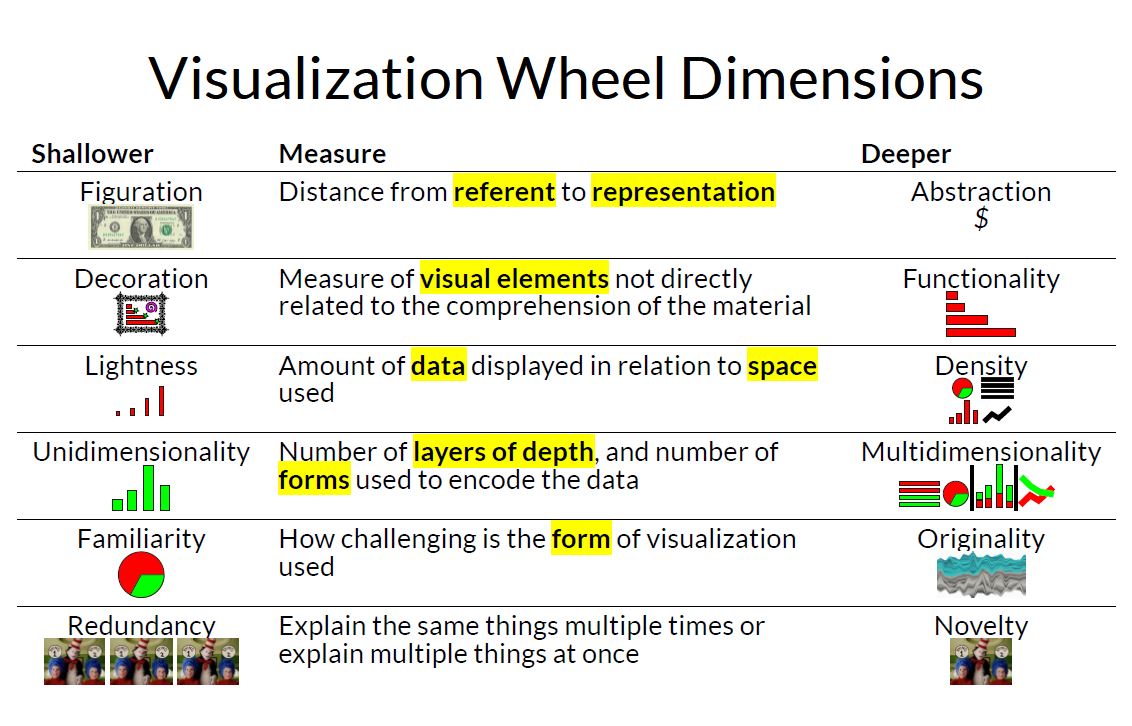 Visualization Wheel Dimensions
Shallower Measure Deeper
Figuration Distance from referent to representation Abstraction
$
Decoration Measure of visual elements not directly Functionality
related to the comprehension of the material
Lightness Amount of data displayed in relation to space Density
used
Unidimensionality Number of layers of depth, and number of Multidimensionality
forms used to encode the data
Familiarity How challenging is the form of visualization Originality
used
Redundancy Explain the same things multiple times or Novelty
explain multiple things at once